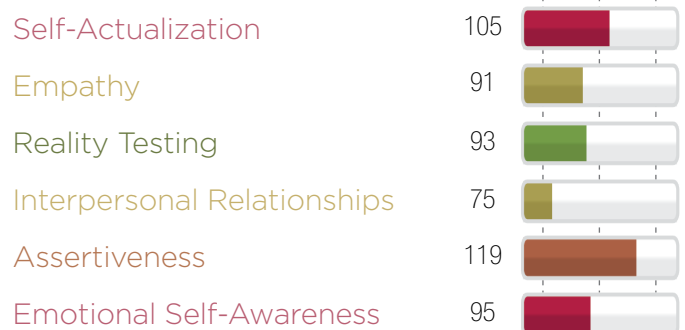 Self-Actualization 105
Empathy 91
Reality Testing 93
Interpersonal Relationships 75
Assertiveness 119
Emotional Self-Awareness 95